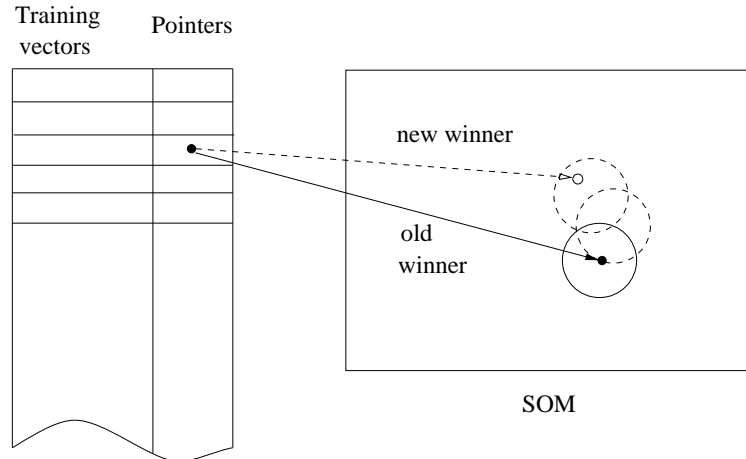 Training
vectors
Pointers
new winner
old
winner
SOM